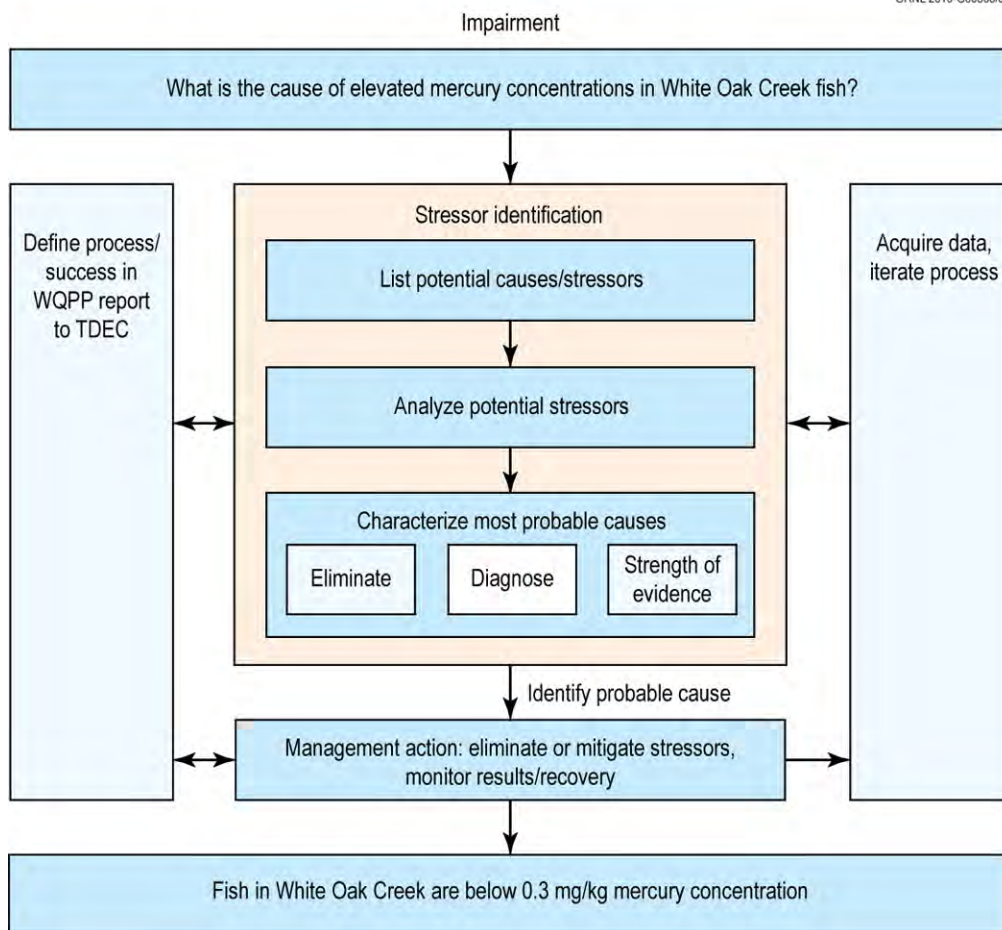 Impairment
What is the cause of elevated mercury concentrations in White Oak Creek fish?
Define process/
success in
WQPP report
to TDEC
Stressor identification
List potential causes/stressors
Analyze potential stressors
Characterize most probable causes
Eliminate
Diagnose
Strength of
evidence
Acquire data,
iterate process
Identify probable cause
Management action: eliminate or mitigate stressors,
monitor results/recovery
Fish in White Oak Creek are below 0.3 mg/kg mercury concentration